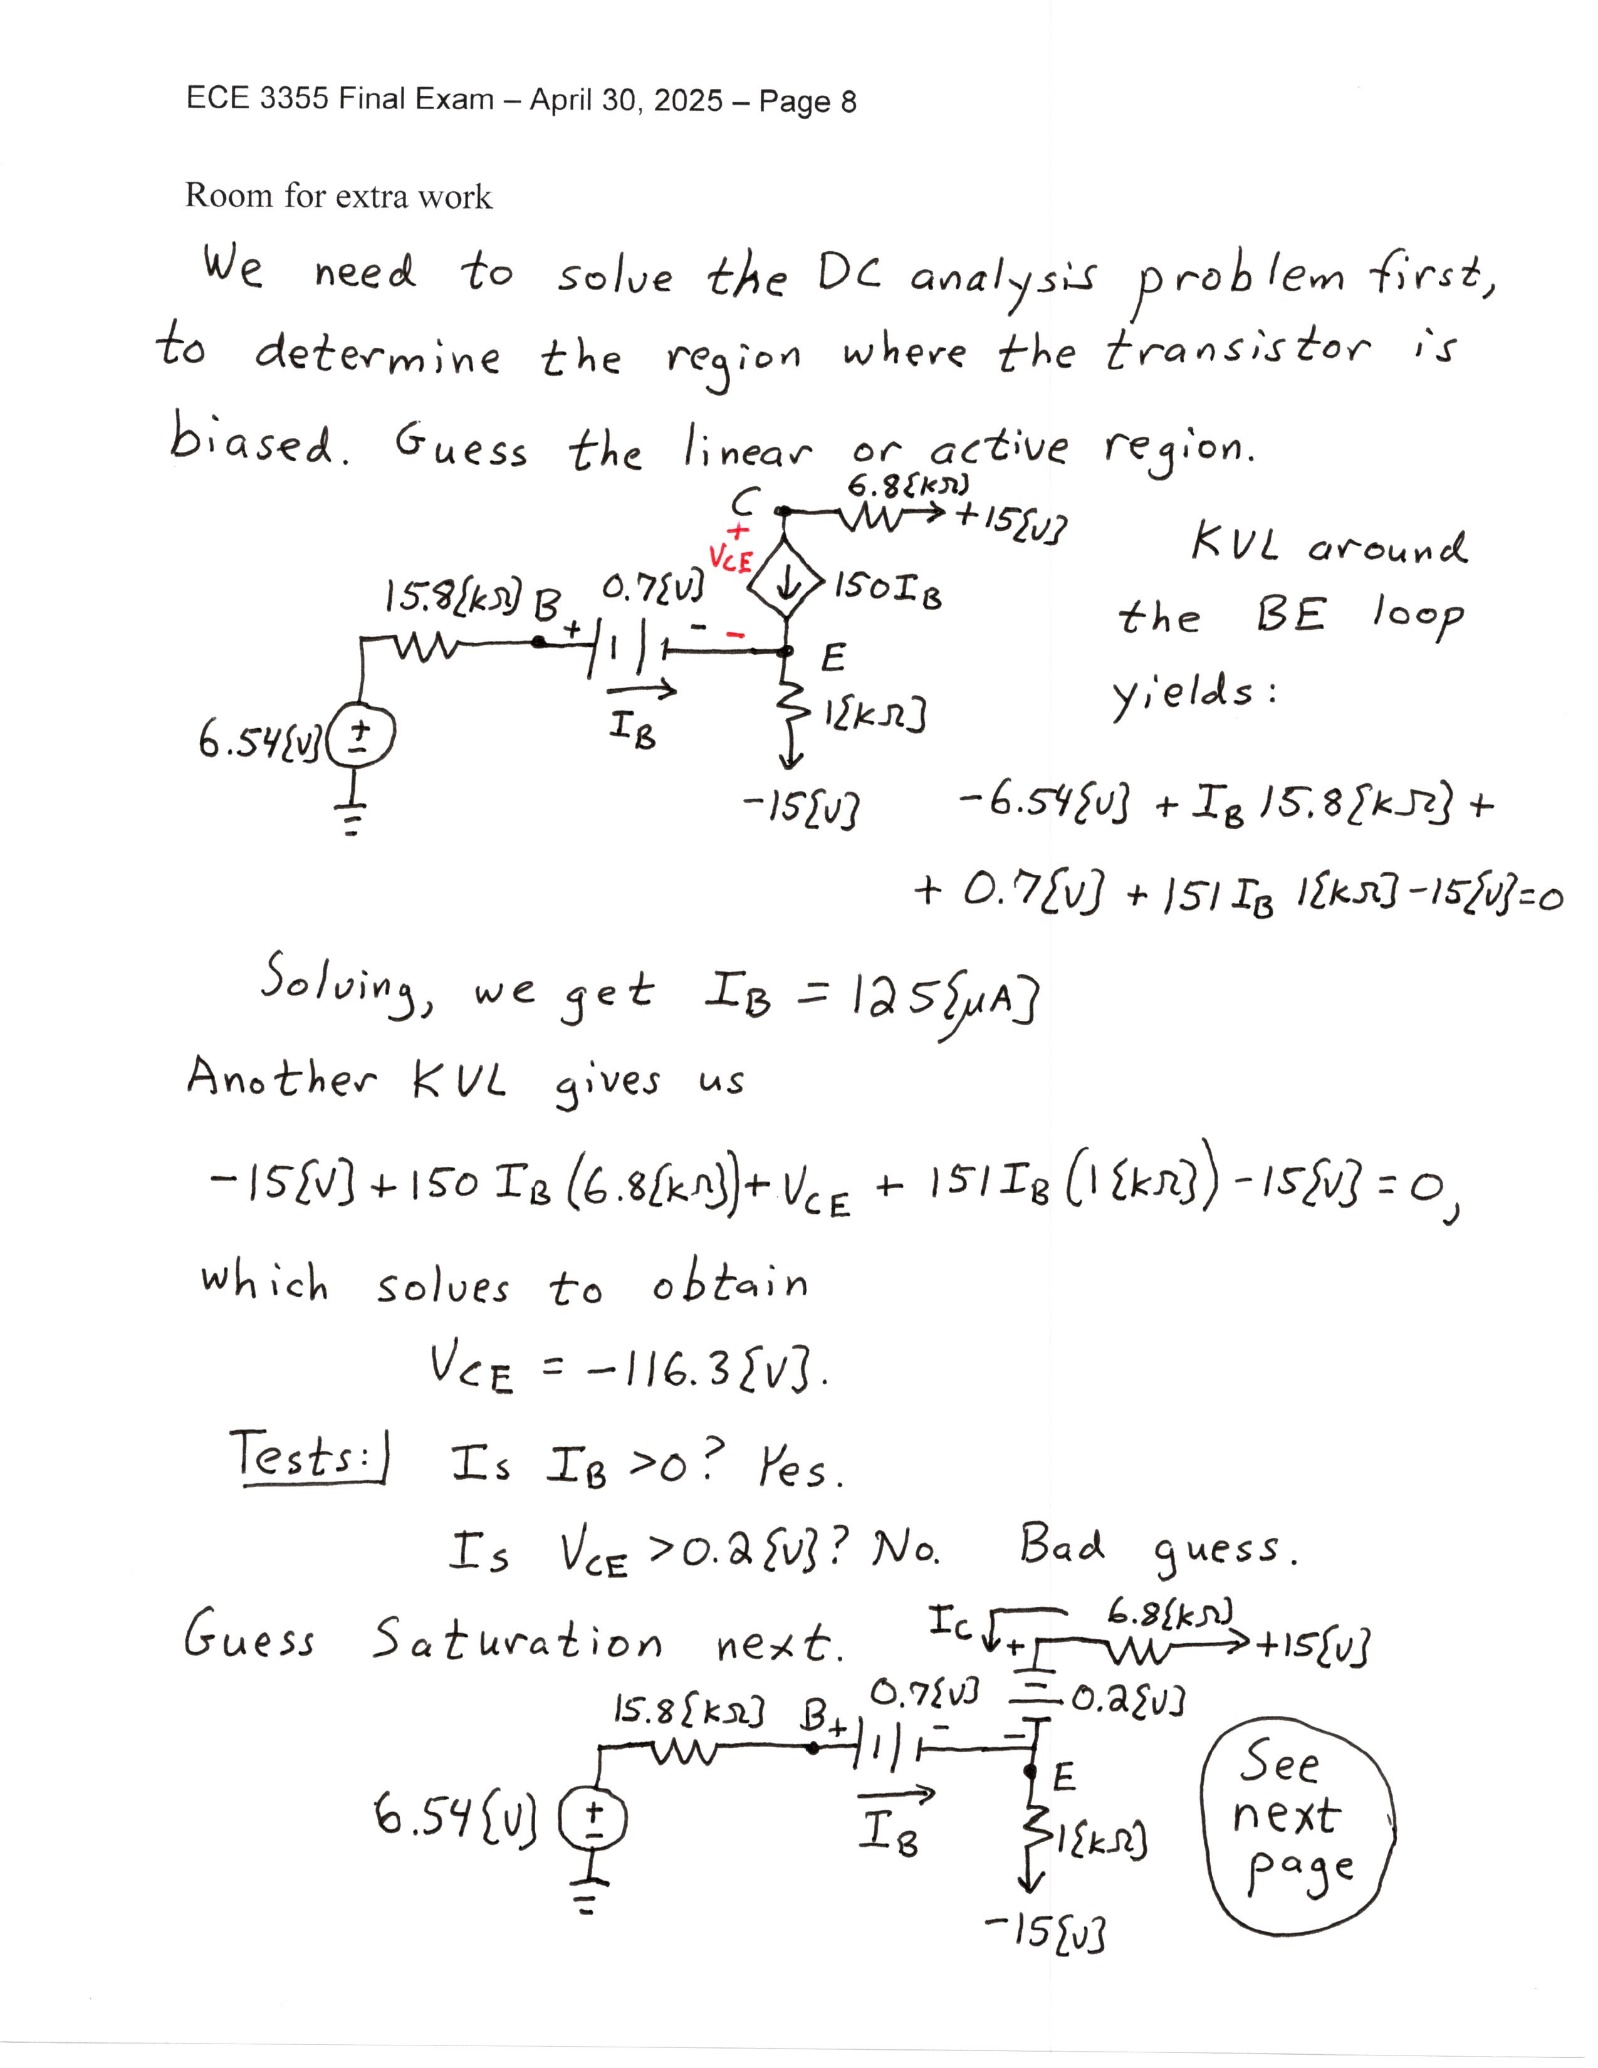 ECE 3355 Final Exam – April 30, 2025 – Page 8
Room for extra work
We need to solve the DC analysis problem first,
to determine the region where the transistor is
biased. Guess the linear or active region.
6.8{kΩ}
C
+15{V}
+
VCE
150IB
15.8{kΩ} B + 0.7{V} - -
E
IB
1{kΩ}
6.54{V} + -
-15{V}
KVL around
the BE loop
yields:
-6.54{V} + IB 15.8{kΩ} +
+ 0.7{V} + 151 IB 1{kΩ} -15{V}=0
Solving, we get IB = 125{μA}
Another KVL gives us
-15{V} + 150 IB (6.8{kΩ}) + VCE + 151 IB (1{kΩ}) -15{V} = 0,
which solves to obtain
VCE = -116.3{V}.
Tests: Is IB >0? Yes.
Is VCE >0.2{V}? No. Bad guess.
Guess Saturation next.
IC
6.8{kΩ}
+
+15{V}
0.2{V}
15.8{kΩ} B + 0.7{V} - -
E
IB
1{kΩ}
6.54{V} + -
-15{V}
See
next
page